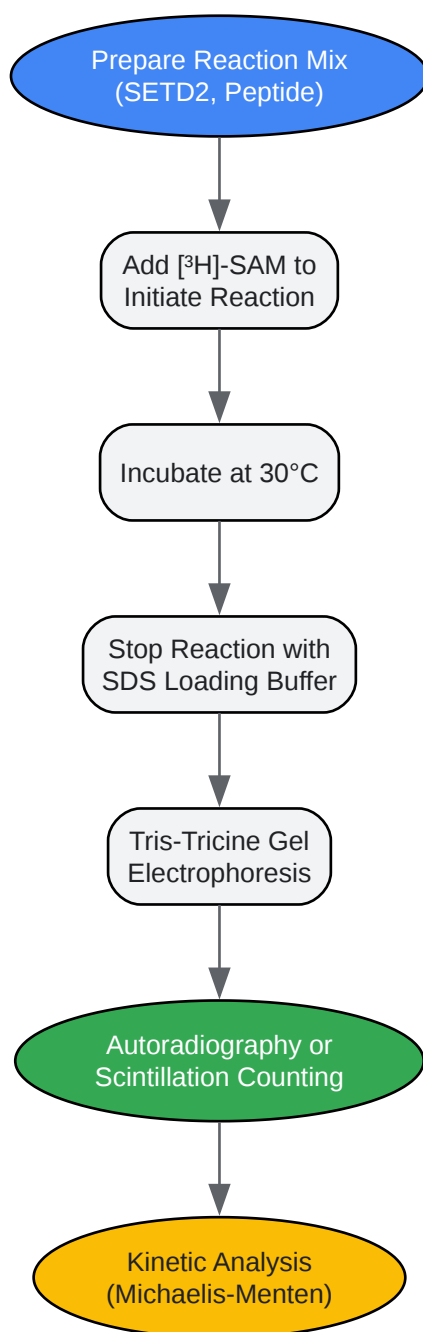 Prepare Reaction Mix
(SETD2, Peptide)
Add [³H]-SAM to
Initiate Reaction
Incubate at 30°C
Stop Reaction with
SDS Loading Buffer
Tris-Tricine Gel
Electrophoresis
Autoradiography or
Scintillation Counting
Kinetic Analysis
(Michaelis-Menten)